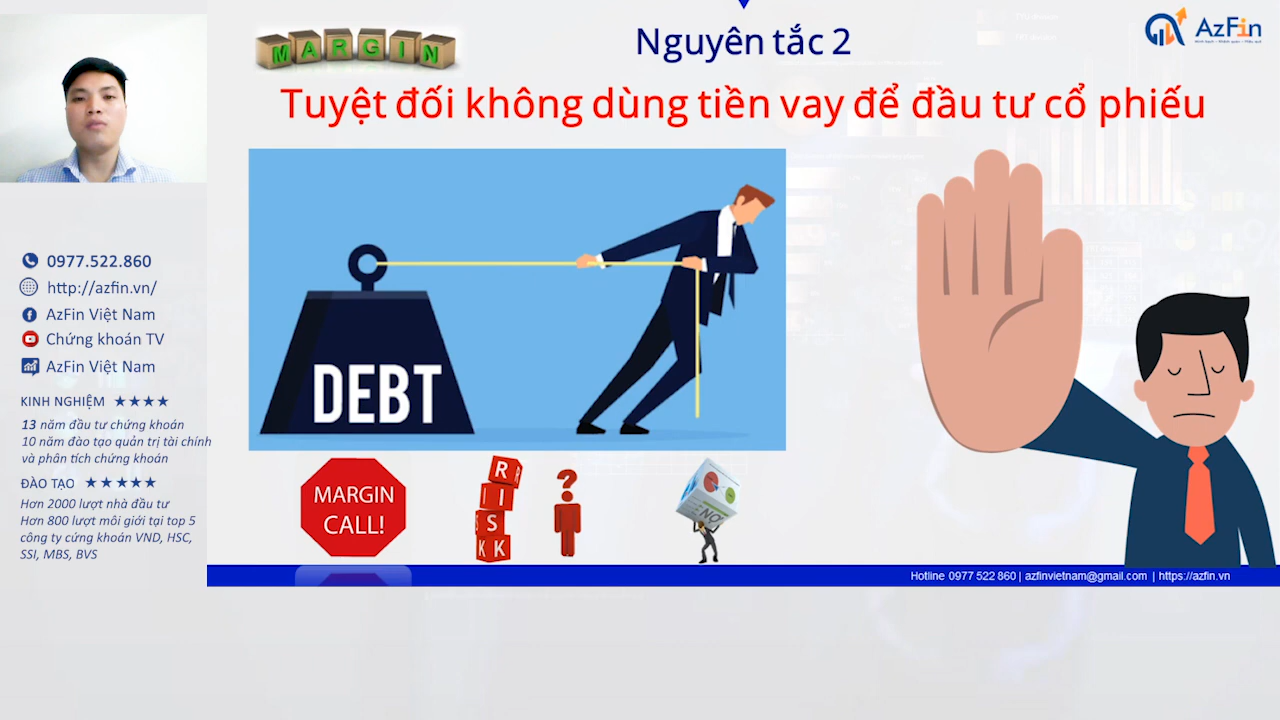 MARGIN
Nguyên tắc 2
AzFin
Tuyệt đối không dùng tiền vay để đầu tư cổ phiếu
DEBT
0977.522.860
http://azfin.vn/
AzFin Việt Nam
Chứng khoán TV
AzFin Việt Nam
KINH NGHIỆM ★★★★
13 năm đầu tư chứng khoán
10 năm đào tạo quản trị tài chính
và phân tích chứng khoán
ĐÀO TẠO ★★★★★
Hơn 2000 lượt nhà đầu tư
Hơn 800 lượt môi giới tại top 5
công ty cứng khoán VND, HSC,
SSI, MBS, BVS
MARGIN
CALL!
R
I
S
K
?
NO
Hotline 0977 522 860 | azfinvietnam@gmail.com | https://azfin.vn